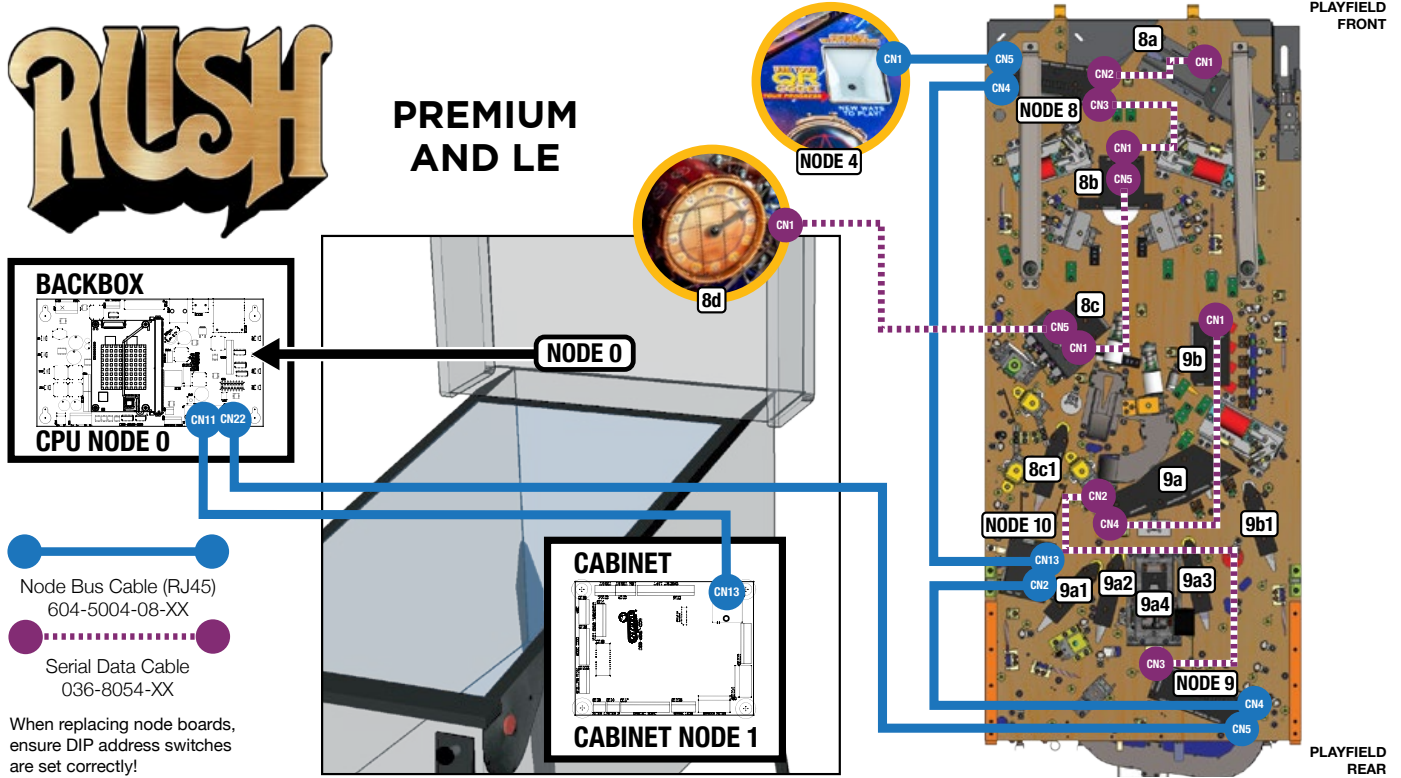 RUSH
PREMIUM
AND LE
PLAYFIELD
FRONT
CN1
CN5
CN4
8a
CN2
CN1
CN3
NODE 8
NEW WAYS
TO PLAY!
NODE 4
CN1
8b
CN5
CN1
8d
BACKBOX
NODE 0
CN11
CN22
CPU NODE 0
8c
CN5
CN1
CN1
9b
8c1
9a
CN2
CN4
NODE 10
9b1
CN13
CN2
9a1
9a2
9a3
9a4
CN3
NODE 9
CN4
CN5
Node Bus Cable (RJ45)
604-5004-08-XX
Serial Data Cable
036-8054-XX
When replacing node boards,
ensure DIP address switches
are set correctly!
CABINET
CN13
CABINET NODE 1
PLAYFIELD
REAR